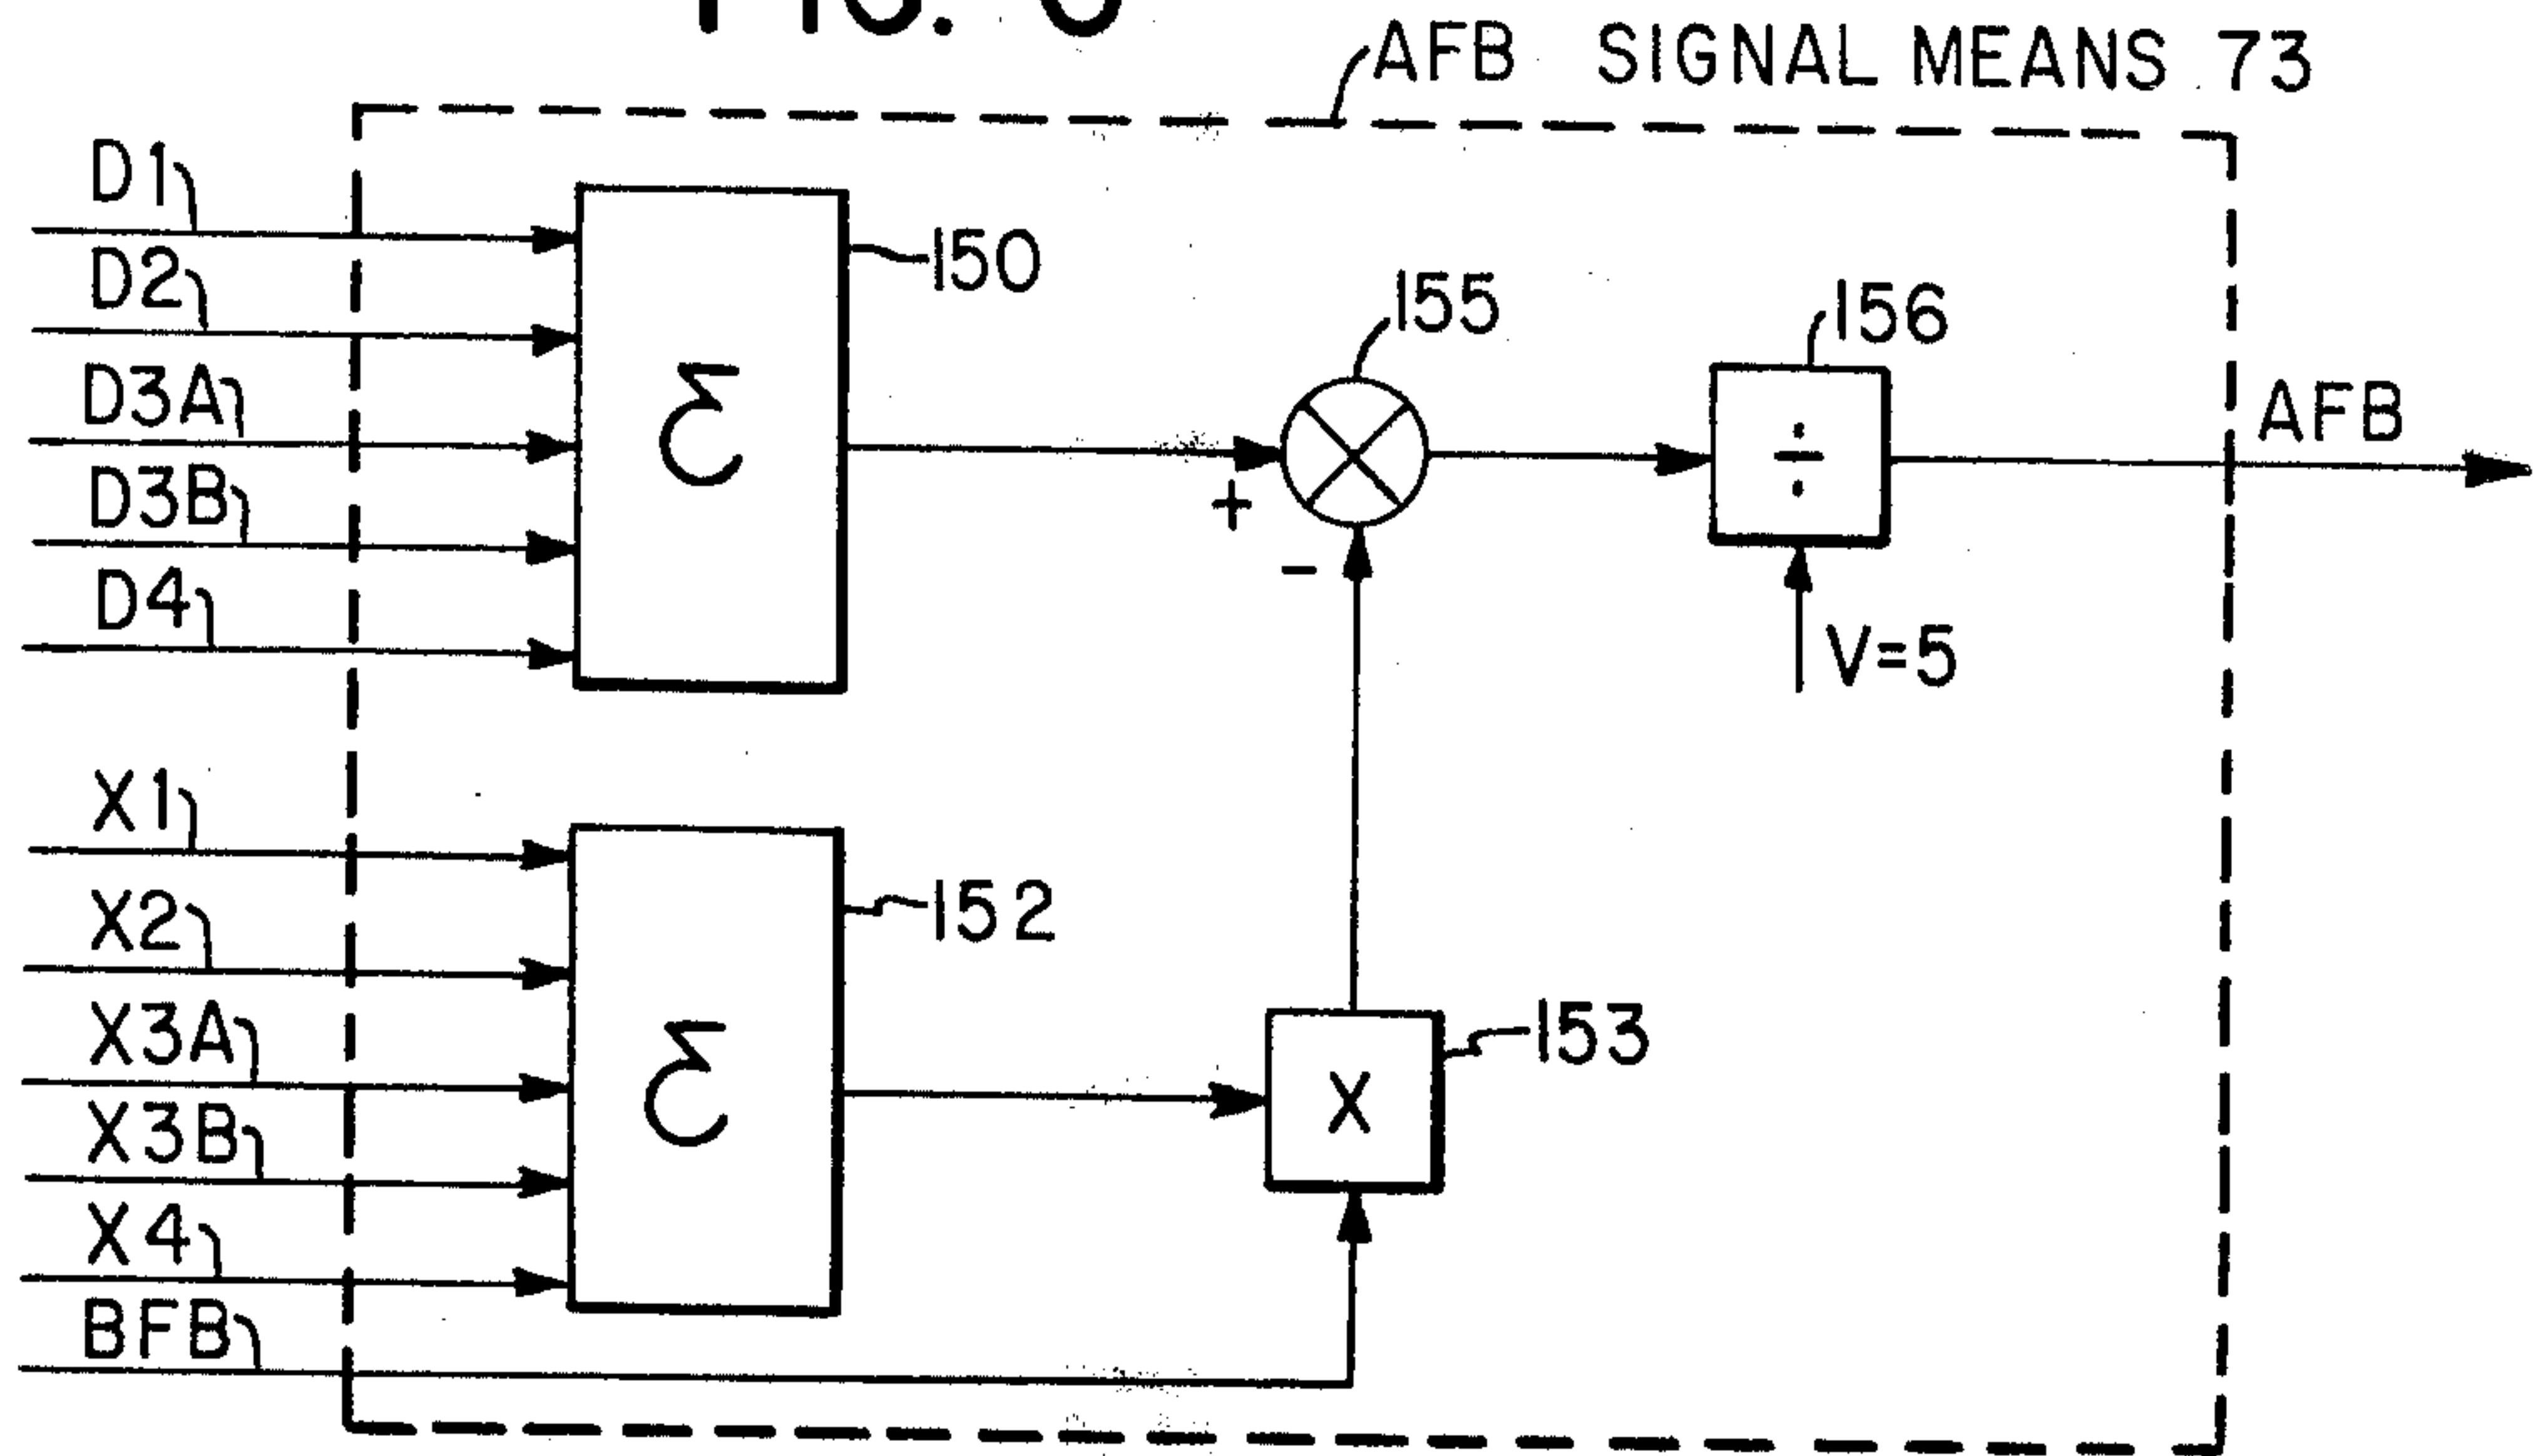 AFB SIGNAL MEANS 73
D1
D2
D3A
D3B
D4
150
155
156
+
-
÷
V=5
AFB
X1
X2
X3A
X3B
X4
BFB
152
153
X